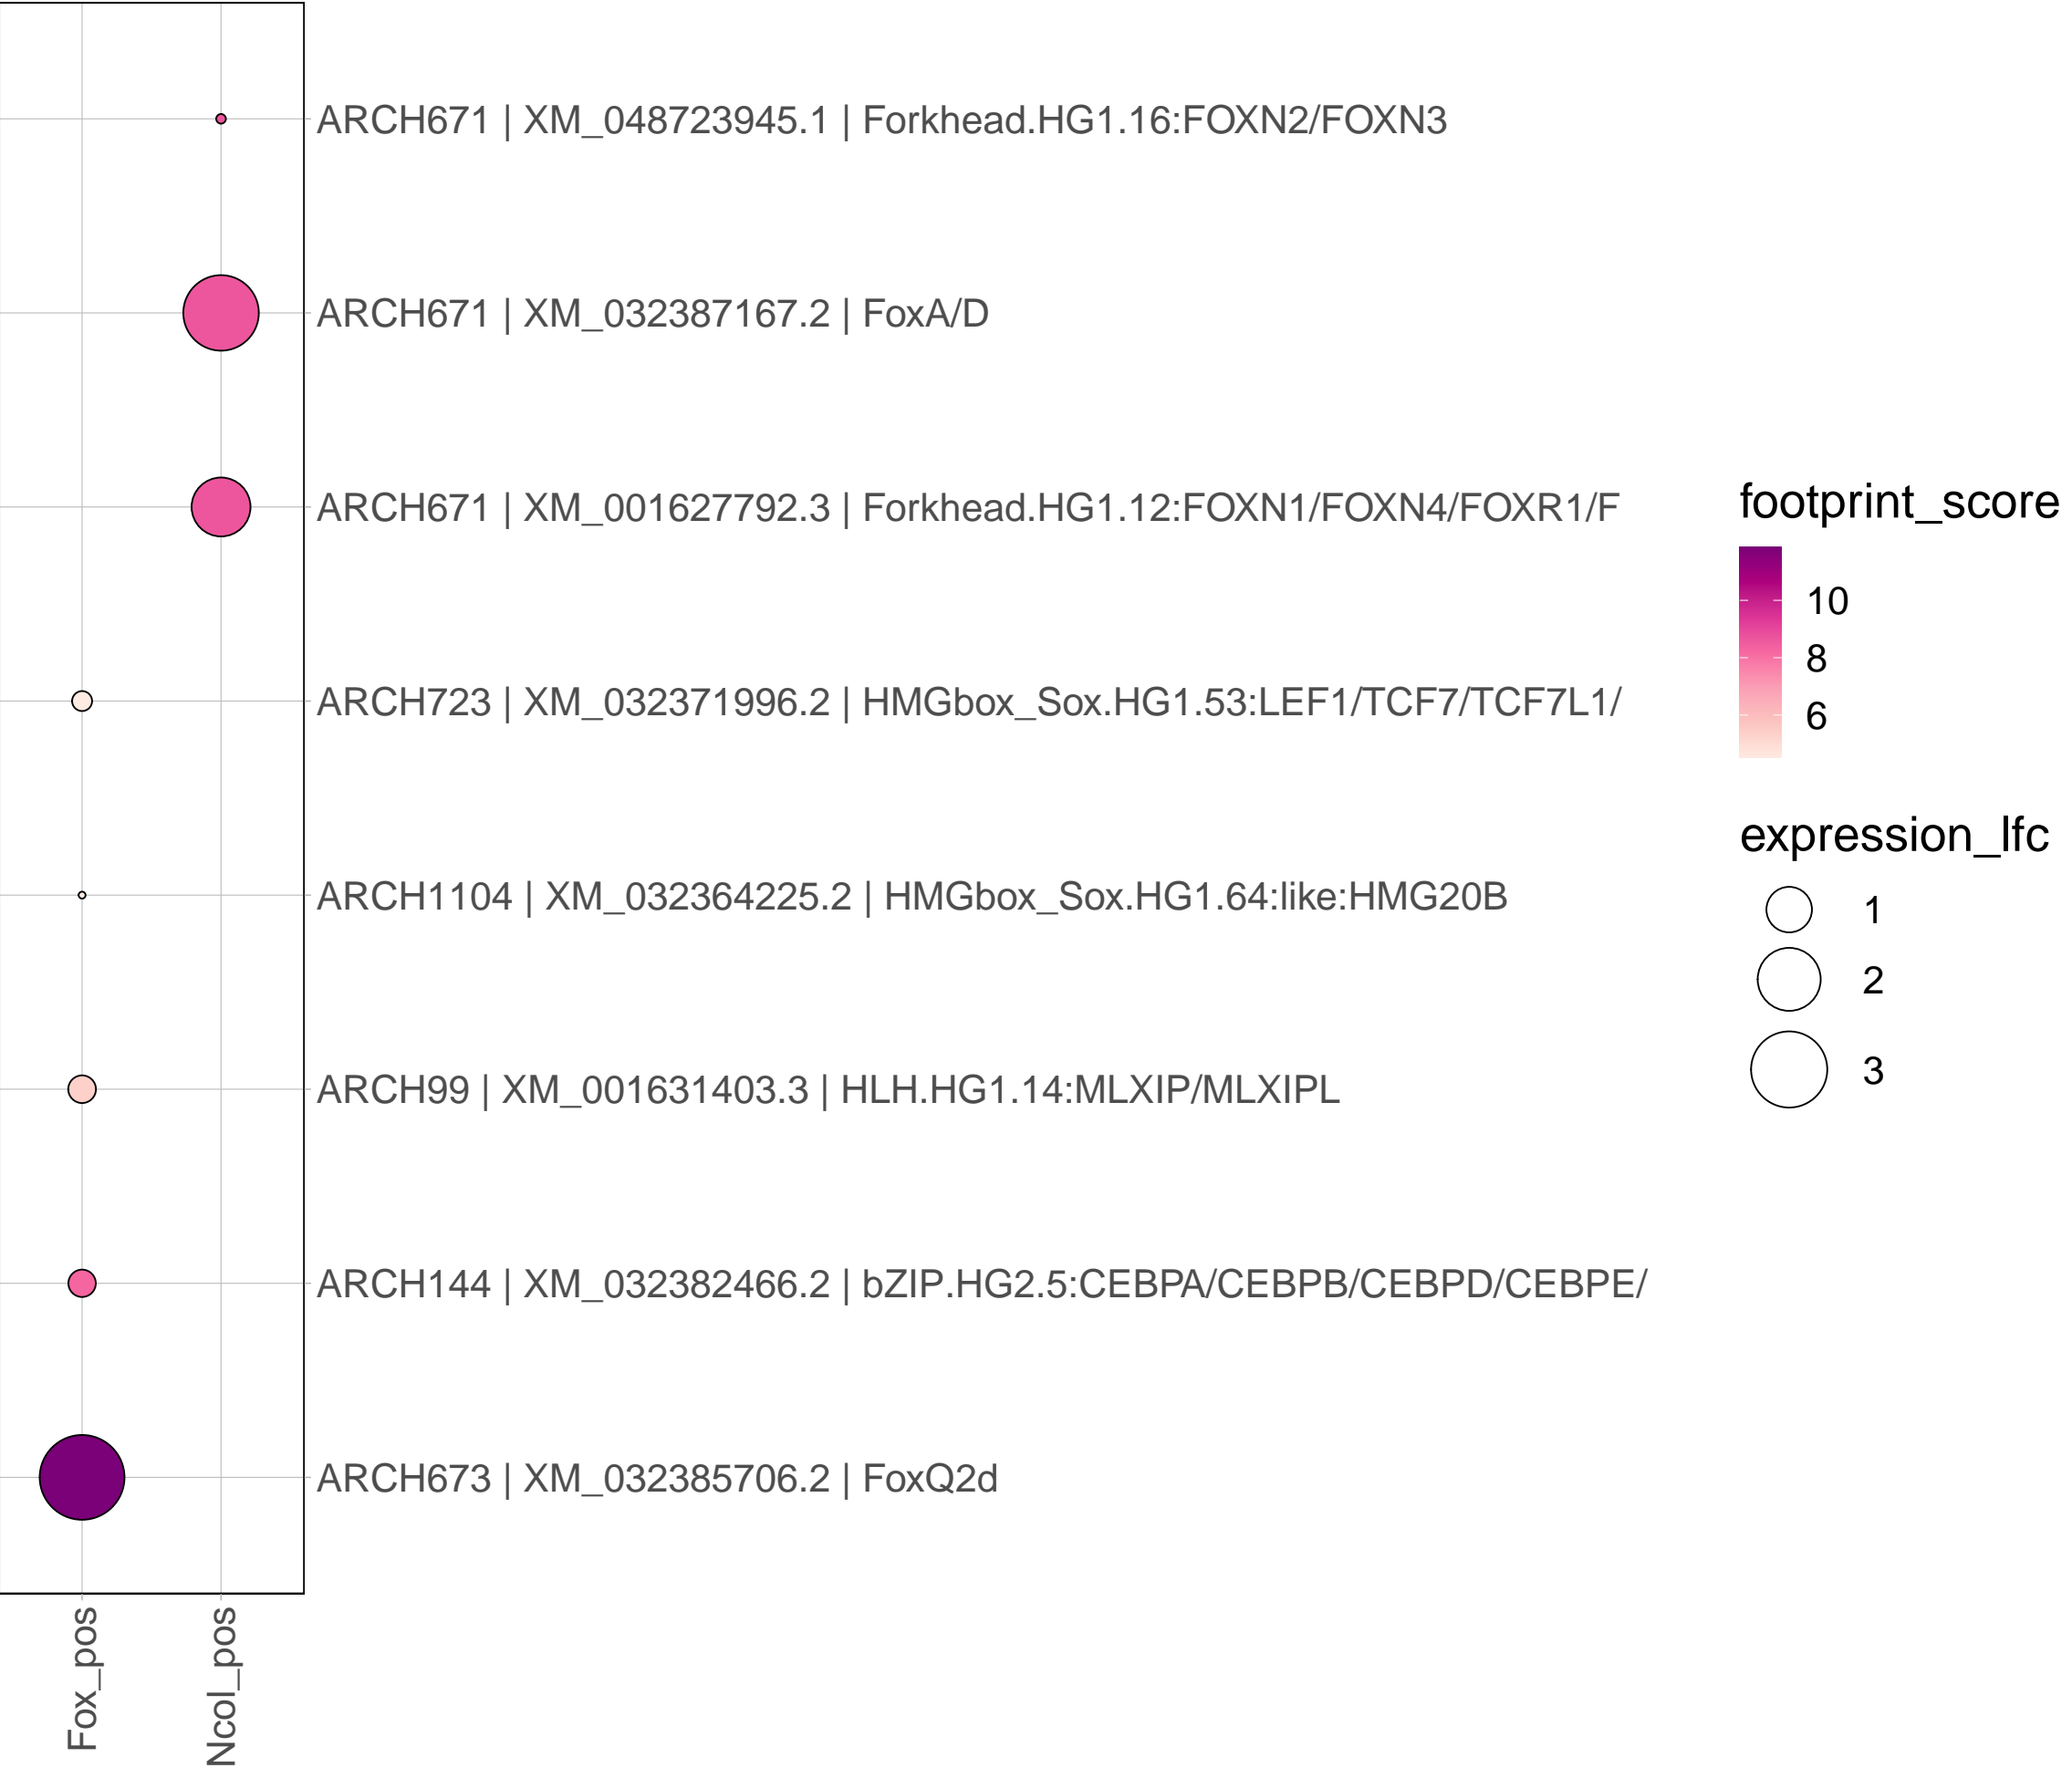 ARCH671 | XM_048723945.1 | Forkhead.HG1.16:FOXN2/FOXN3
ARCH671 | XM_032387167.2 | FoxA/D
ARCH671 | XM_001627792.3 | Forkhead.HG1.12:FOXN1/FOXN4/FOXR1/F
ARCH723 | XM_032371996.2 | HMGbox_Sox.HG1.53:LEF1/TCF7/TCF7L1/
ARCH1104 | XM_032364225.2 | HMGbox_Sox.HG1.64:like:HMG20B
ARCH99 | XM_001631403.3 | HLH.HG1.14:MLXIP/MLXIPL
ARCH144 | XM_032382466.2 | bZIP.HG2.5:CEBPA/CEBPB/CEBPD/CEBPE/
ARCH673 | XM_032385706.2 | FoxQ2d
Fox_pos
Ncol_pos
footprint_score
10
8
6
expression_lfc
1
2
3